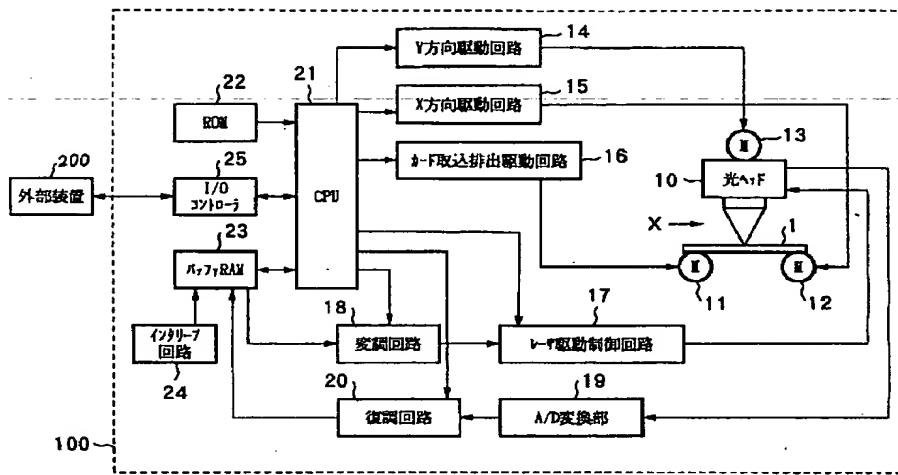 14
Y方向駆動回路
21
15
22
X方向駆動回路
ROM
13
M
200
25
カード取込排出駆動回路
16
10
光ヘッド
外部装置
I/O
コントローラ
CPU
X
1
23
バッファRAM
M
M
11
12
18
17
インタリーブ
回路
変調回路
レーザ駆動制御回路
24
20
19
復調回路
A/D変換部
100